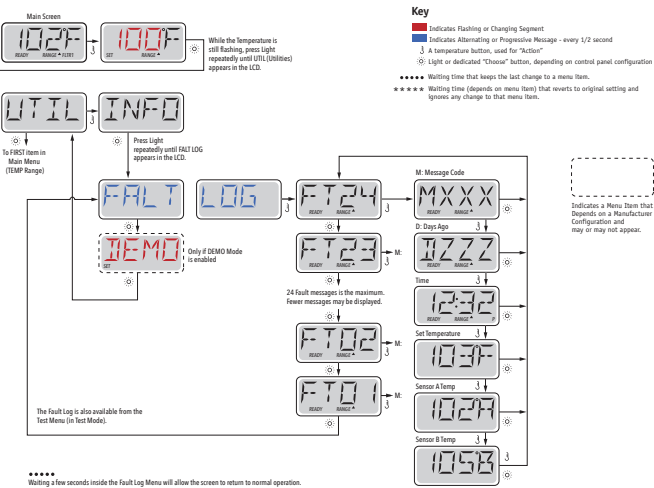 Main Screen
102°F
READY RANGE FLTR1
100°F
SET RANGE
While the Temperature is
still flashing, press Light
repeatedly until UTIL (Utilities)
appears in the LCD.
Key
Indicates Flashing or Changing Segment
Indicates Alternating or Progressive Message - every 1/2 second
A temperature button, used for "Action"
Light or dedicated "Choose" button, depending on control panel configuration
Waiting time that keeps the last change to a menu item.
***** Waiting time (depends on menu item) that reverts to original setting and
ignores any change to that menu item.
UTIL
INFO
To FIRST item in
Main Menu
(TEMP Range)
Press Light
repeatedly until FALT LOG
appears in the LCD.
FALT
LOG
FT24
READY RANGE
M: Message Code
MXXX
READY RANGE
Indicates a Menu Item that
Depends on a Manufacturer
Configuration and
may or may not appear.
DEMO
SET
Only if DEMO Mode
is enabled
FT23
READY RANGE
M:
D: Days Ago
DZZZ
READY RANGE
24 Fault messages is the maximum.
Fewer messages may be displayed.
Time
12:32
READY RANGE P
FT02
READY RANGE
M:
Set Temperature
103°F
FT01
READY RANGE
M:
Sensor A Temp
102°A
The Fault Log is also available from the
Test Menu (in Test Mode).
Sensor B Temp
105B
•••••
Waiting a few seconds inside the Fault Log Menu will allow the screen to return to normal operation.